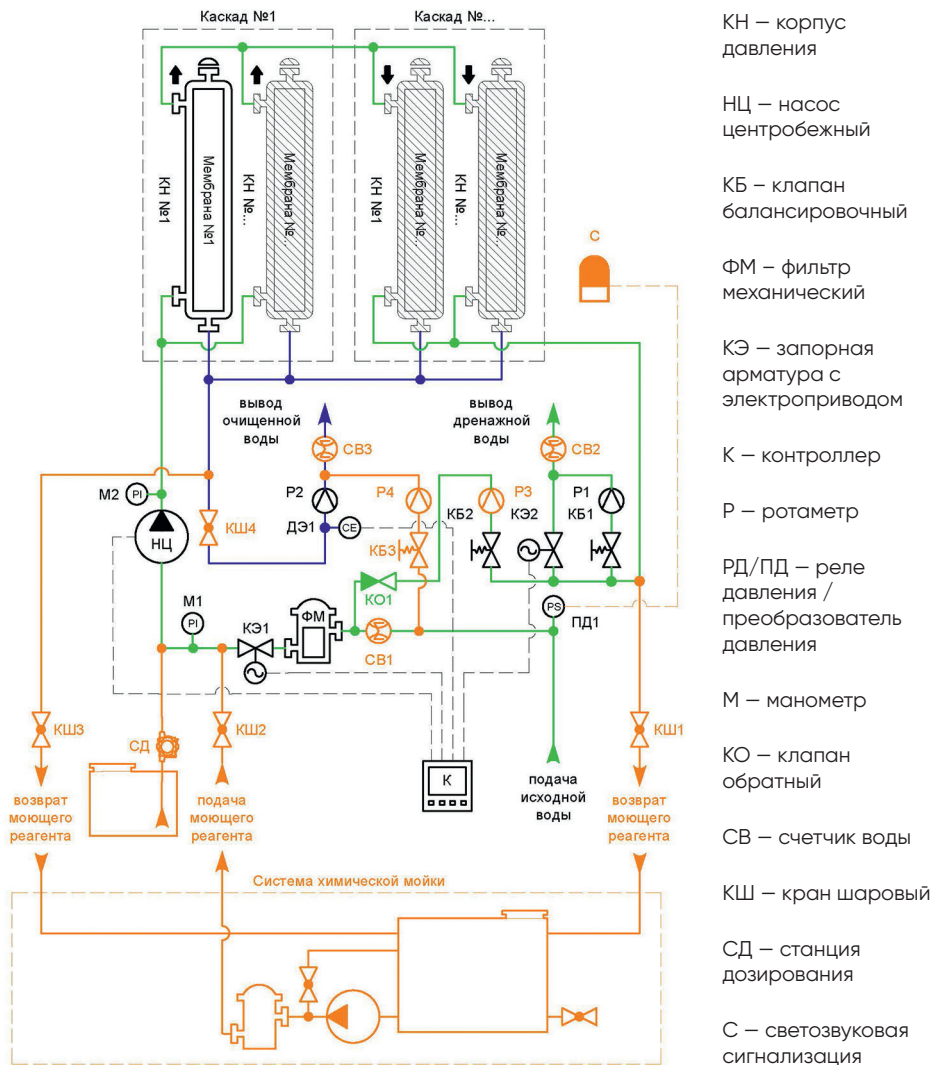 Каскад №1
Каскад №...
КН №1
Мембрана №1
КН №...
Мембрана №...
КН №1
Мембрана №...
КН №...
Мембрана №...
С
вывод
очищенной
воды
вывод
дренажной
воды
СВ3
СВ2
М2
PI
НЦ
КШ4
Р2
ДЭ1
CE
Р4
КБ3
Р3
КБ2
КЭ2
Р1
КБ1
КО1
М1
PI
КЭ1
ФМ
СВ1
PS
ПД1
КШ3
СД
КШ2
К
КШ1
возврат
моющего
реагента
подача
моющего
реагента
подача
исходной
воды
возврат
моющего
реагента
Система химической мойки
КН — корпус
давления
НЦ — насос
центробежный
КБ – клапан
балансировочный
ФМ – фильтр
механический
КЭ — запорная
арматура с
электроприводом
К — контроллер
Р — ротаметр
РД/ПД — реле
давления /
преобразователь
давления
М — манометр
КО — клапан
обратный
СВ — счетчик воды
КШ — кран шаровый
СД — станция
дозирования
С — светозвуковая
сигнализация